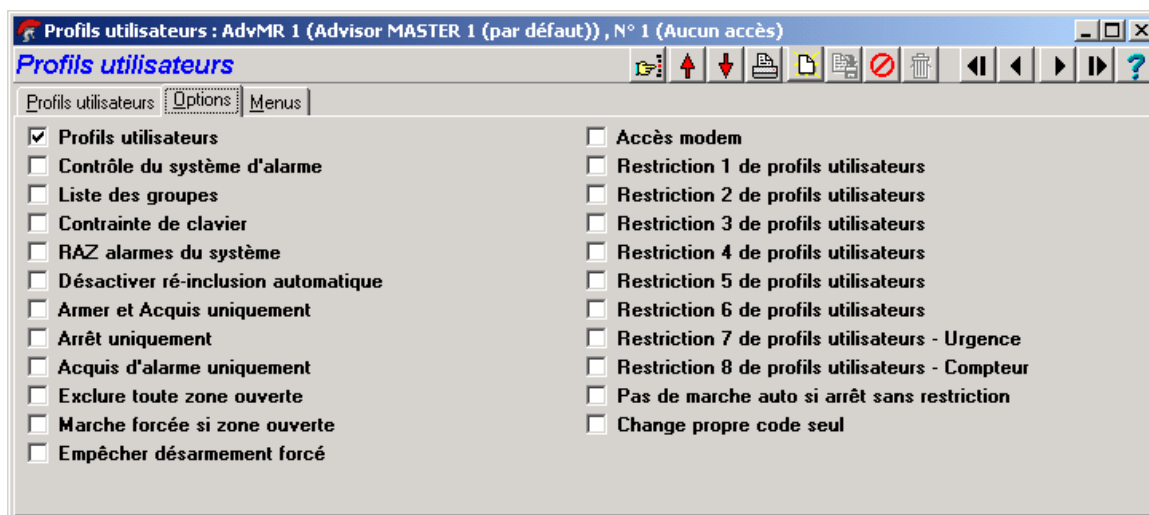 Profils utilisateurs : AdvMR 1 (Advisor MASTER 1 (par défaut)) , N° 1 (Aucun accès)
Profils utilisateurs
Profils utilisateurs Options Menus
Profils utilisateurs
Contrôle du système d'alarme
Liste des groupes
Contrainte de clavier
RAZ alarmes du système
Désactiver ré-inclusion automatique
Armer et Acquis uniquement
Arrêt uniquement
Acquis d'alarme uniquement
Exclure toute zone ouverte
Marche forcée si zone ouverte
Empêcher désarmement forcé
Accès modem
Restriction 1 de profils utilisateurs
Restriction 2 de profils utilisateurs
Restriction 3 de profils utilisateurs
Restriction 4 de profils utilisateurs
Restriction 5 de profils utilisateurs
Restriction 6 de profils utilisateurs
Restriction 7 de profils utilisateurs - Urgence
Restriction 8 de profils utilisateurs - Compteur
Pas de marche auto si arrêt sans restriction
Change propre code seul